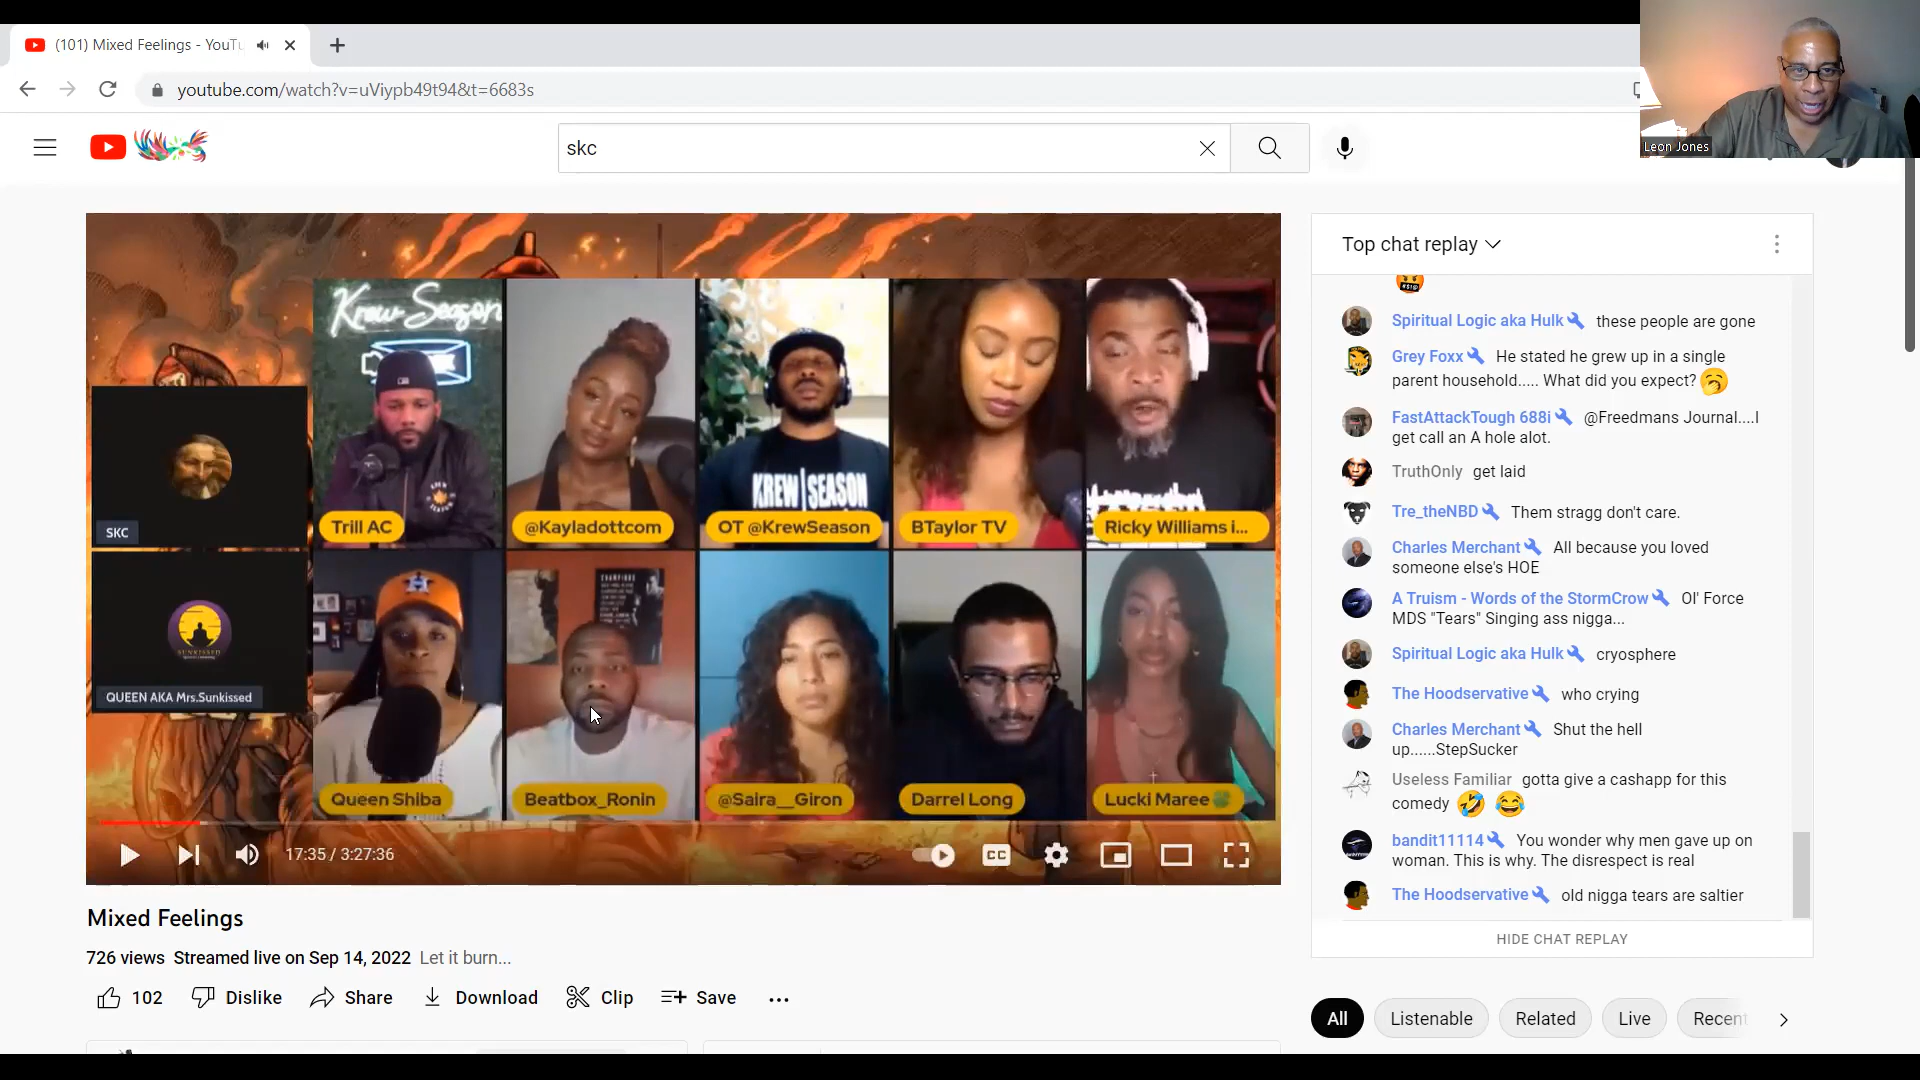 (101) Mixed Feelings - YouTu
youtube.com/watch?v=uViypb49t94&t=6683s
skc
Leon Jones
Krew Season
SKC
Trill AC
@Kayladottcom
KREW | SEASON
OT @KrewSeason
BTaylor TV
Ricky Williams i...
SUNKISSED
QUEEN AKA Mrs.Sunkissed
Queen Shiba
Beatbox_Ronin
@Saira__Giron
Darrel Long
Lucki Maree
17:35 / 3:27:36
CC
Mixed Feelings
726 views Streamed live on Sep 14, 2022 Let it burn...
102 Dislike Share Download Clip Save ...
Top chat replay
Spiritual Logic aka Hulk these people are gone
Grey Foxx He stated he grew up in a single
parent household..... What did you expect?
FastAttackTough 688i @Freedmans Journal....I
get call an A hole alot.
TruthOnly get laid
Tre_theNBD Them stragg don't care.
Charles Merchant All because you loved
someone else's HOE
A Truism - Words of the StormCrow Ol' Force
MDS "Tears" Singing ass nigga...
Spiritual Logic aka Hulk cryosphere
The Hoodservative who crying
Charles Merchant Shut the hell
up......StepSucker
Useless Familiar gotta give a cashapp for this
comedy
bandit11114 You wonder why men gave up on
woman. This is why. The disrespect is real
The Hoodservative old nigga tears are saltier
HIDE CHAT REPLAY
All Listenable Related Live Recent